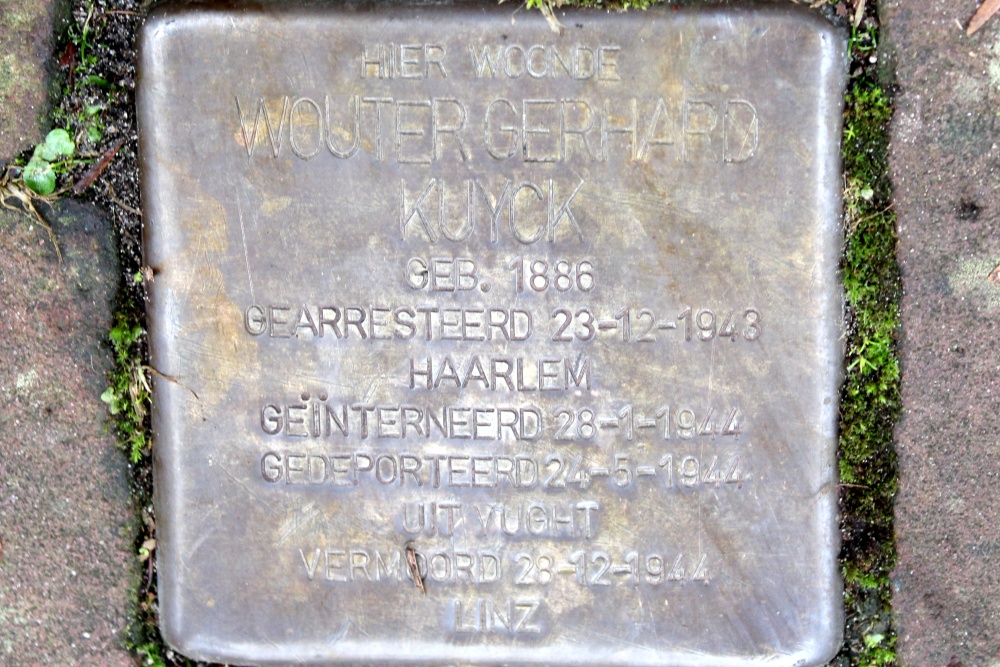 HIER WOONDE
WOUTER GERHARD
KUYCK
GEB. 1886
GEARRESTEERD 23-12-1943
HAARLEM
GEÏNTERNEERD 28-1-1944
GEDEPORTEERD 24-5-1944
UIT VUGHT
VERMOORD 28-12-1944
LINZ